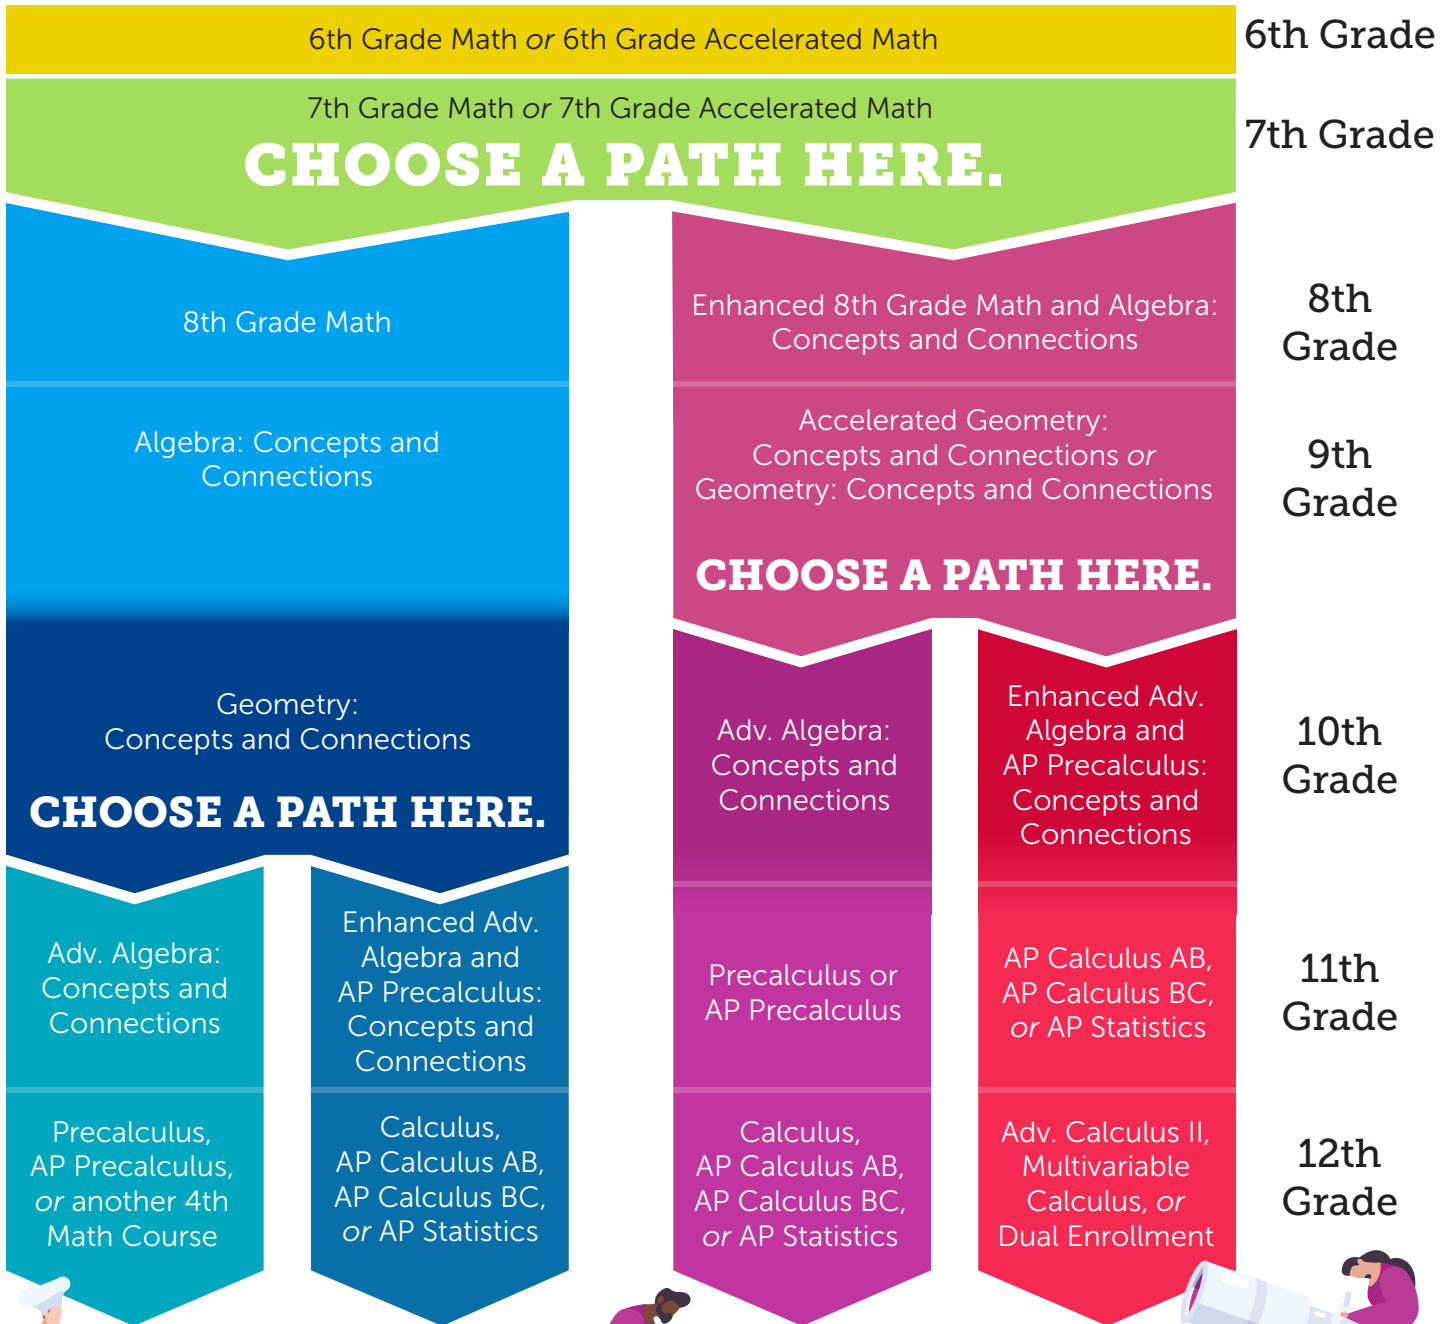 6th Grade Math or 6th Grade Accelerated Math
6th Grade
7th Grade Math or 7th Grade Accelerated Math
CHOOSE A PATH HERE.
7th Grade
8th Grade Math
Enhanced 8th Grade Math and Algebra:
Concepts and Connections
8th
Grade
Algebra: Concepts and
Connections
Accelerated Geometry:
Concepts and Connections or
Geometry: Concepts and Connections
CHOOSE A PATH HERE.
9th
Grade
Geometry:
Concepts and Connections
CHOOSE A PATH HERE.
Adv. Algebra:
Concepts and
Connections
Enhanced Adv.
Algebra and
AP Precalculus:
Concepts and
Connections
10th
Grade
Adv. Algebra:
Concepts and
Connections
Enhanced Adv.
Algebra and
AP Precalculus:
Concepts and
Connections
Precalculus or
AP Precalculus
AP Calculus AB,
AP Calculus BC,
or AP Statistics
11th
Grade
Precalculus,
AP Precalculus,
or another 4th
Math Course
Calculus,
AP Calculus AB,
AP Calculus BC,
or AP Statistics
Calculus,
AP Calculus AB,
AP Calculus BC,
or AP Statistics
Adv. Calculus II,
Multivariable
Calculus, or
Dual Enrollment
12th
Grade